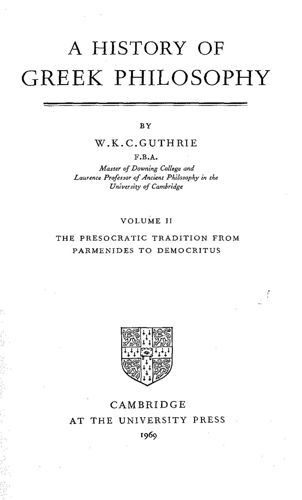 A HISTORY OF
GREEK PHILOSOPHY
BY
W.K.C.GUTHRIE
F.B.A.
Master of Downing College and
Laurence Professor of Ancient Philosophy in the
University of Cambridge
VOLUME II
THE PRESOCRATIC TRADITION FROM
PARMENIDES TO DEMOCRITUS
CAMBRIDGE
AT THE UNIVERSITY PRESS
1969